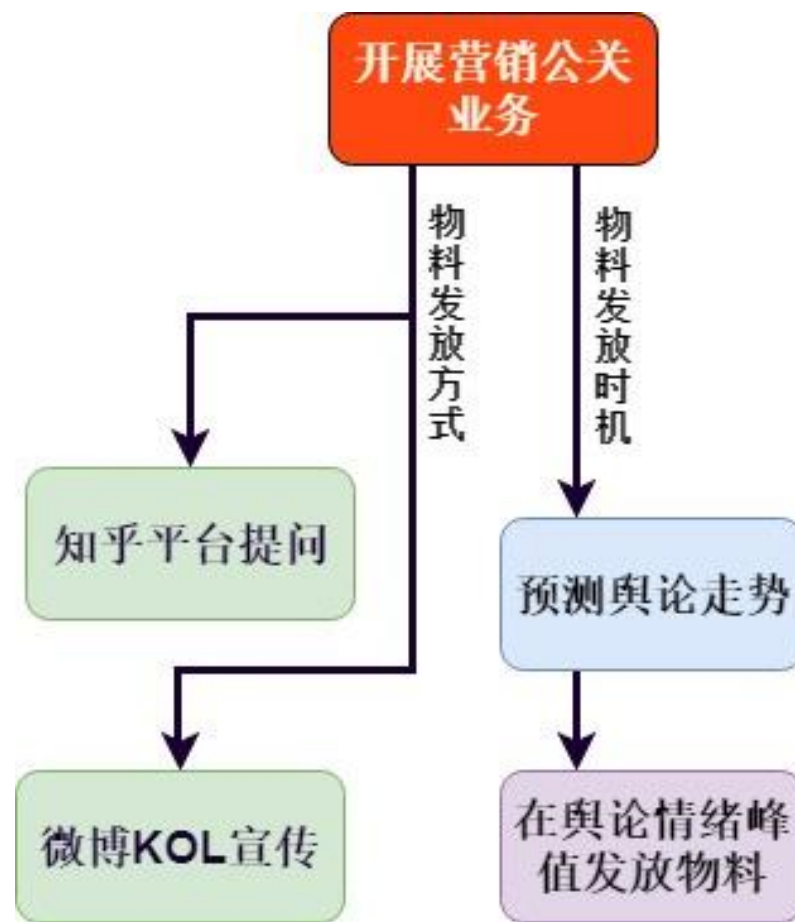 开展营销公关
业务
物料发放方式
物料发放时机
知乎平台提问
预测舆论走势
微博KOL宣传
在舆论情绪峰
值发放物料